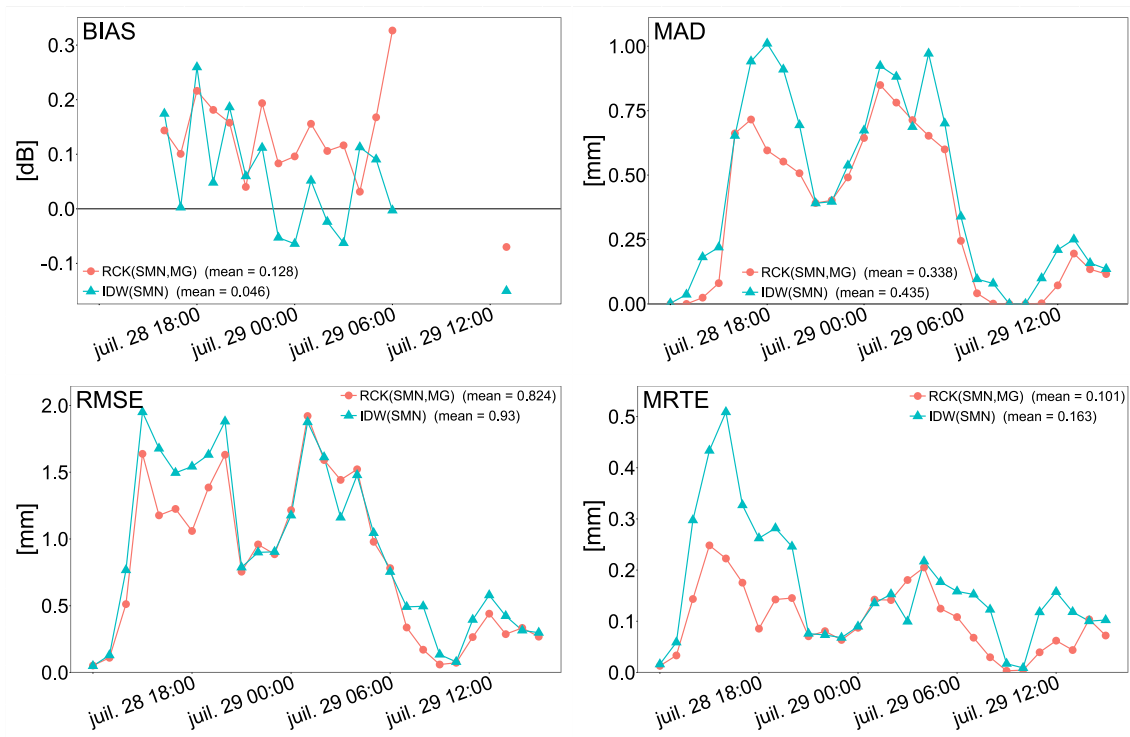 BIAS
0.3
0.2
0.1
0.0
-0.1
[dB]
RCK(SMN,MG) (mean = 0.128)
IDW(SMN) (mean = 0.046)
juil. 28 18:00
juil. 29 00:00
juil. 29 06:00
juil. 29 12:00
MAD
1.00
0.75
0.50
0.25
0.00
[mm]
RCK(SMN,MG) (mean = 0.338)
IDW(SMN) (mean = 0.435)
juil. 28 18:00
juil. 29 00:00
juil. 29 06:00
juil. 29 12:00
RMSE
2.0
1.5
1.0
0.5
0.0
[mm]
RCK(SMN,MG) (mean = 0.824)
IDW(SMN) (mean = 0.93)
juil. 28 18:00
juil. 29 00:00
juil. 29 06:00
juil. 29 12:00
MRTE
0.5
0.4
0.3
0.2
0.1
0.0
[mm]
RCK(SMN,MG) (mean = 0.101)
IDW(SMN) (mean = 0.163)
juil. 28 18:00
juil. 29 00:00
juil. 29 06:00
juil. 29 12:00